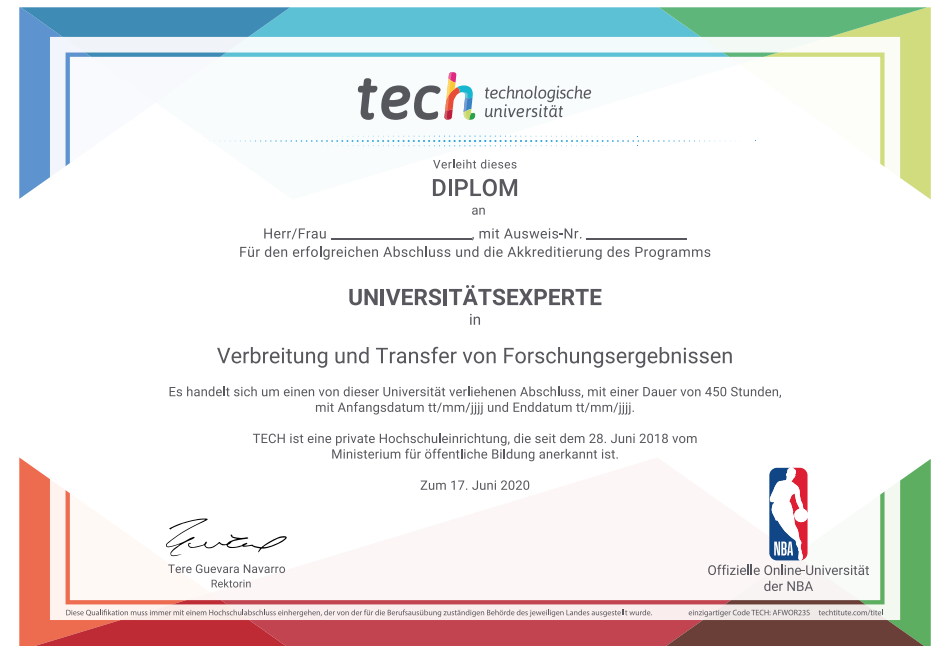 tech technologische
universität
Verleiht dieses
DIPLOM
an
Herr/Frau ____________, mit Ausweis-Nr. ____________
Für den erfolgreichen Abschluss und die Akkreditierung des Programms
UNIVERSITÄTSEXPERTE
in
Verbreitung und Transfer von Forschungsergebnissen
Es handelt sich um einen von dieser Universität verliehenen Abschluss, mit einer Dauer von 450 Stunden,
mit Anfangsdatum tt/mm/jjjj und Enddatum tt/mm/jjjj.
TECH ist eine private Hochschuleinrichtung, die seit dem 28. Juni 2018 vom
Ministerium für öffentliche Bildung anerkannt ist.
Zum 17. Juni 2020
Tere Guevara Navarro
Rektorin
NBA
Offizielle Online-Universität
der NBA
Diese Qualifikation muss immer mit einem Hochschulabschluss einhergehen, der von der für die Berufsausübung zuständigen Behörde des jeweiligen Landes ausgestellt wurde. einzigartiger Code TECH: AFWOR235 techtitute.com/titel